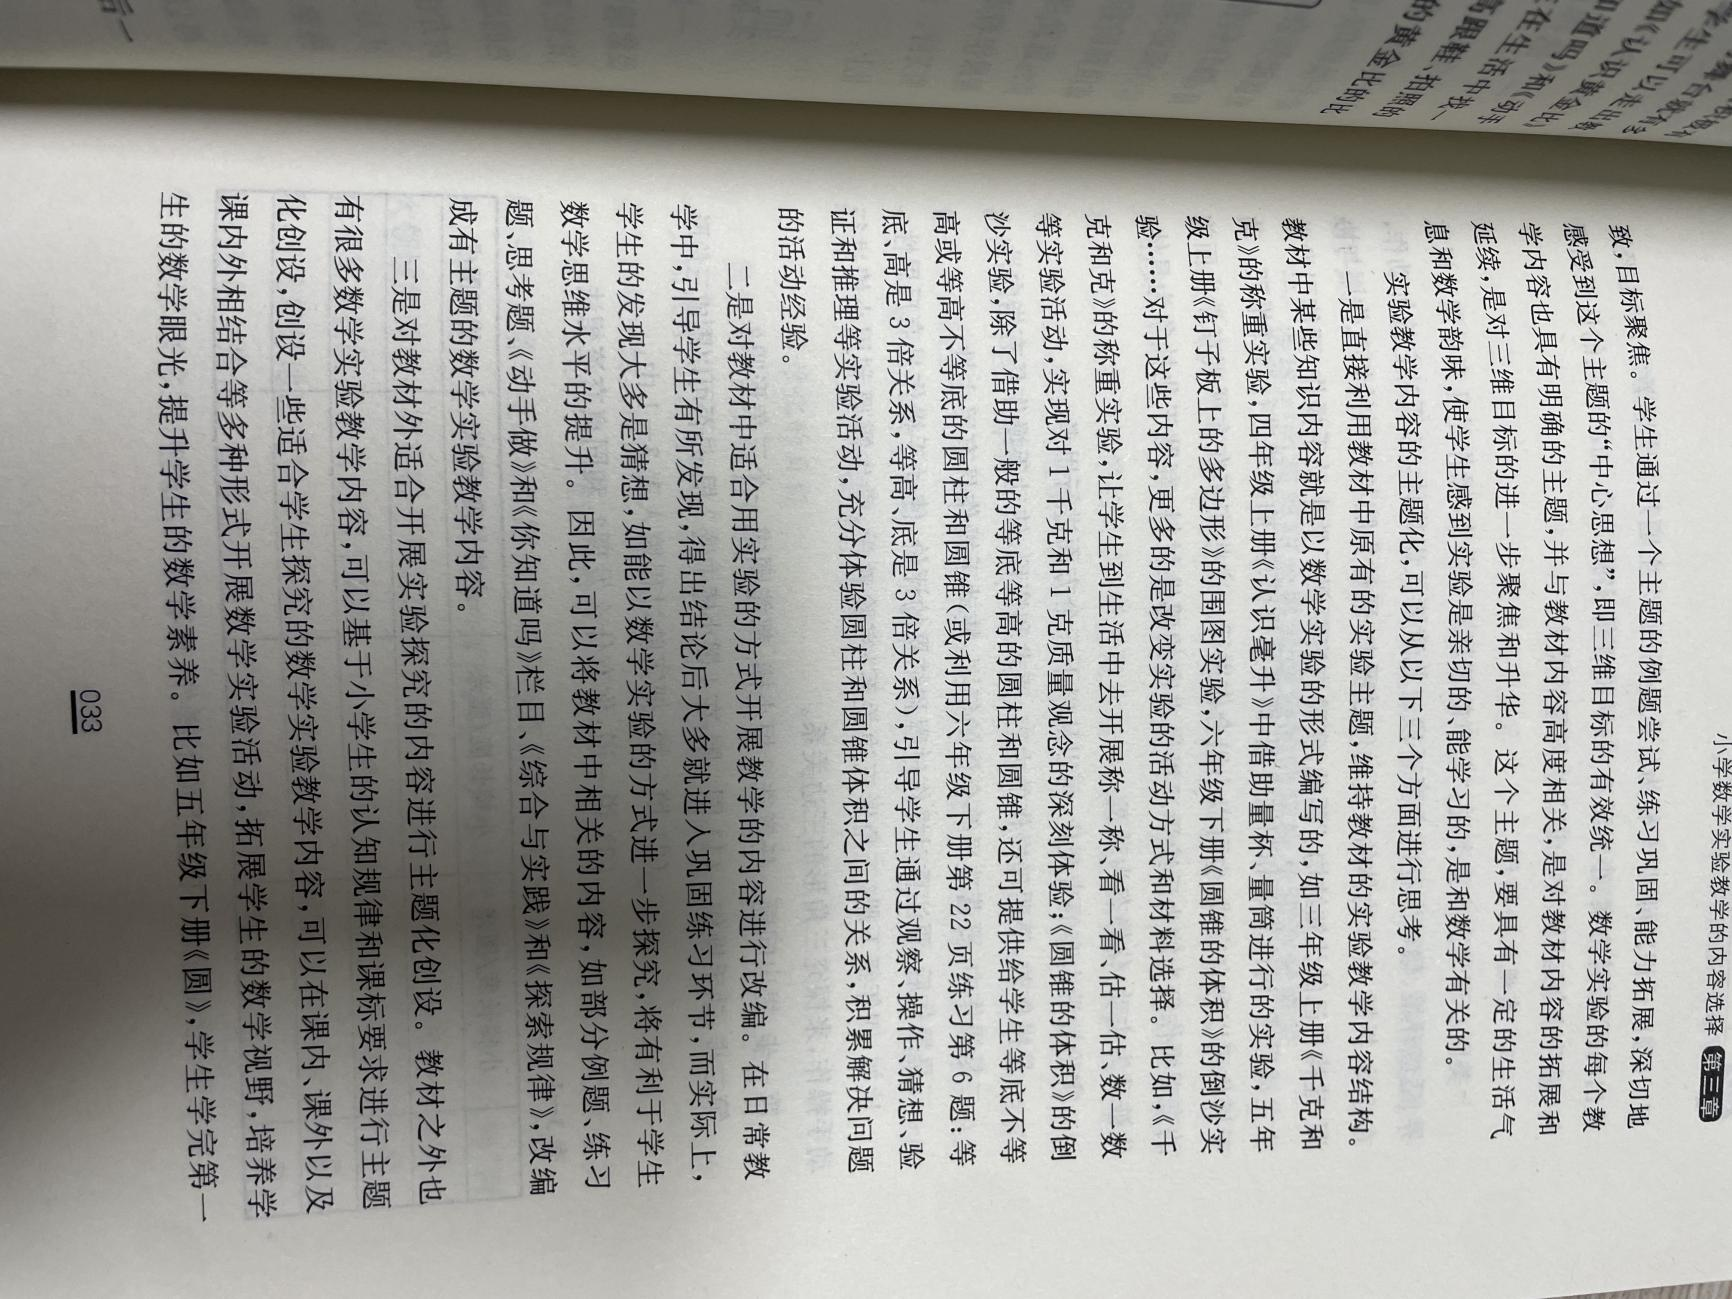 小学数学实验教学的内容选择 第三章
致，目标聚焦。学生通过一个主题的例题尝试、练习巩固、能力拓展，深切地
感受到这个主题的“中心思想”，即三维目标的有效统一。数学实验的每个教
学内容也具有明确的主题，并与教材内容高度相关，是对教材内容的拓展和
延续，是对三维目标的进一步聚焦和升华。这个主题，要具有一定的生活气
息和数学韵味，使学生感到实验是亲切的、能学习的，是和数学有关的。
实验教学内容的主题化，可以从以下三个方面进行思考。
一是直接利用教材中原有的实验主题，维持教材的实验教学内容结构。
教材中某些知识内容就是以数学实验的形式编写的，如三年级上册《千克和
克》的称重实验，四年级上册《认识毫升》中借助量杯、量筒进行的实验，五年
级上册《钉子板上的多边形》的围图实验，六年级下册《圆锥的体积》的倒沙实
验……对于这些内容，更多的是改变实验的活动方式和材料选择。比如，《千
克和克》的称重实验，让学生到生活中去开展称一称、看一看、估一估、数一数
等实验活动，实现对1千克和1克质量观念的深刻体验；《圆锥的体积》的倒
沙实验，除了借助一般的等底等高的圆柱和圆锥，还可提供给学生等底不等
高或等高不等底的圆柱和圆锥（或利用六年级下册第22页练习第6题：等
底、高是3倍关系，等高、底是3倍关系），引导学生通过观察、操作、猜想、验
证和推理等实验活动，充分体验圆柱和圆锥体积之间的关系，积累解决问题
的活动经验。
二是对教材中适合用实验的方式开展教学的内容进行改编。在日常教
学中，引导学生有所发现，得出结论后大多就进入巩固练习环节，而实际上，
学生的发现大多是猜想，如能以数学实验的方式进一步探究，将有利于学生
数学思维水平的提升。因此，可以将教材中相关的内容，如部分例题、练习
题、思考题、《动手做》和《你知道吗》栏目、《综合与实践》和《探索规律》，改编
成有主题的数学实验教学内容。
三是对教材外适合开展实验探究的内容进行主题化创设。教材之外也
有很多数学实验教学内容，可以基于小学生的认知规律和课标要求进行主题
化创设，创设一些适合学生探究的数学实验教学内容，可以在课内、课外以及
课内外相结合等多种形式开展数学实验活动，拓展学生的数学视野，培养学
生的数学眼光，提升学生的数学素养。比如五年级下册《圆》，学生学完第一
033